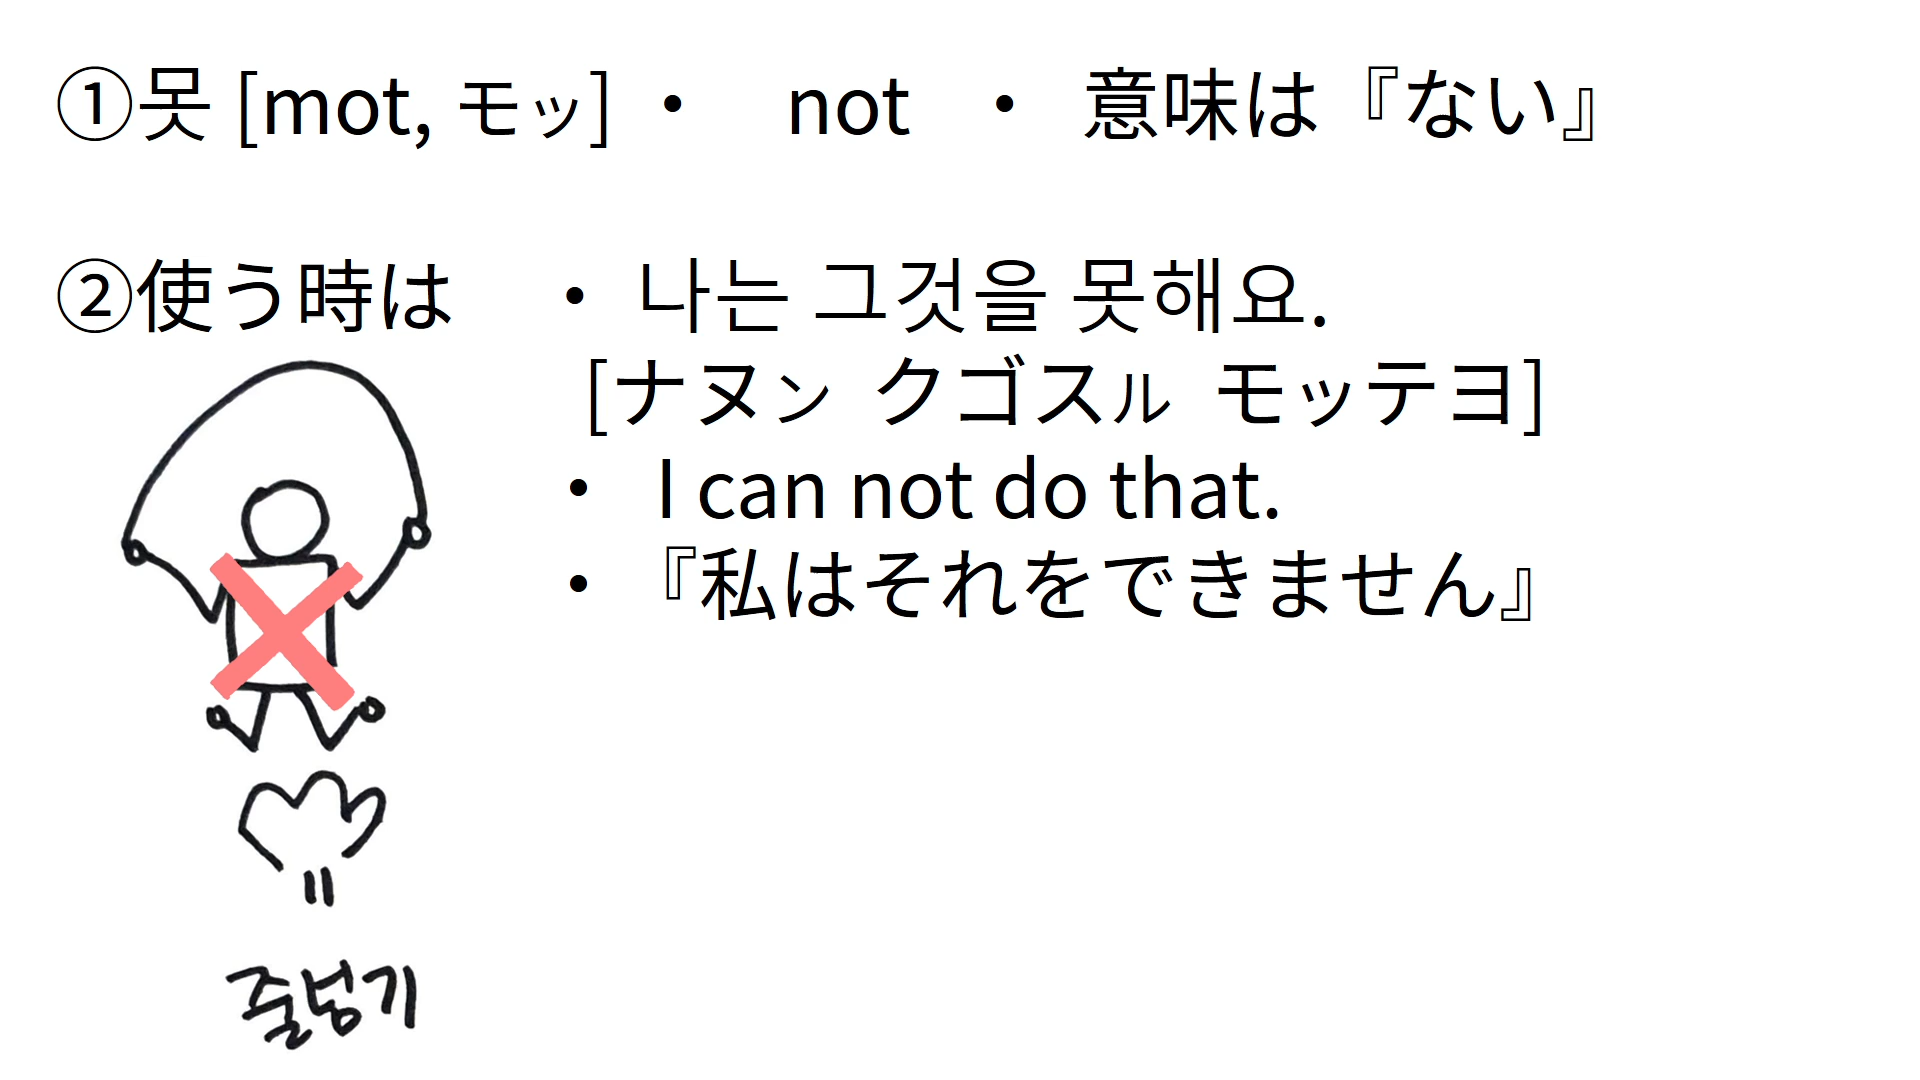 ①못 [mot, モッ] ・ not ・ 意味は『ない』
②使う時は ・ 나는 그것을 못해요.
[ナヌン クゴスル モッテヨ]
・ I can not do that.
・ 『私はそれをできません』
줄넘기